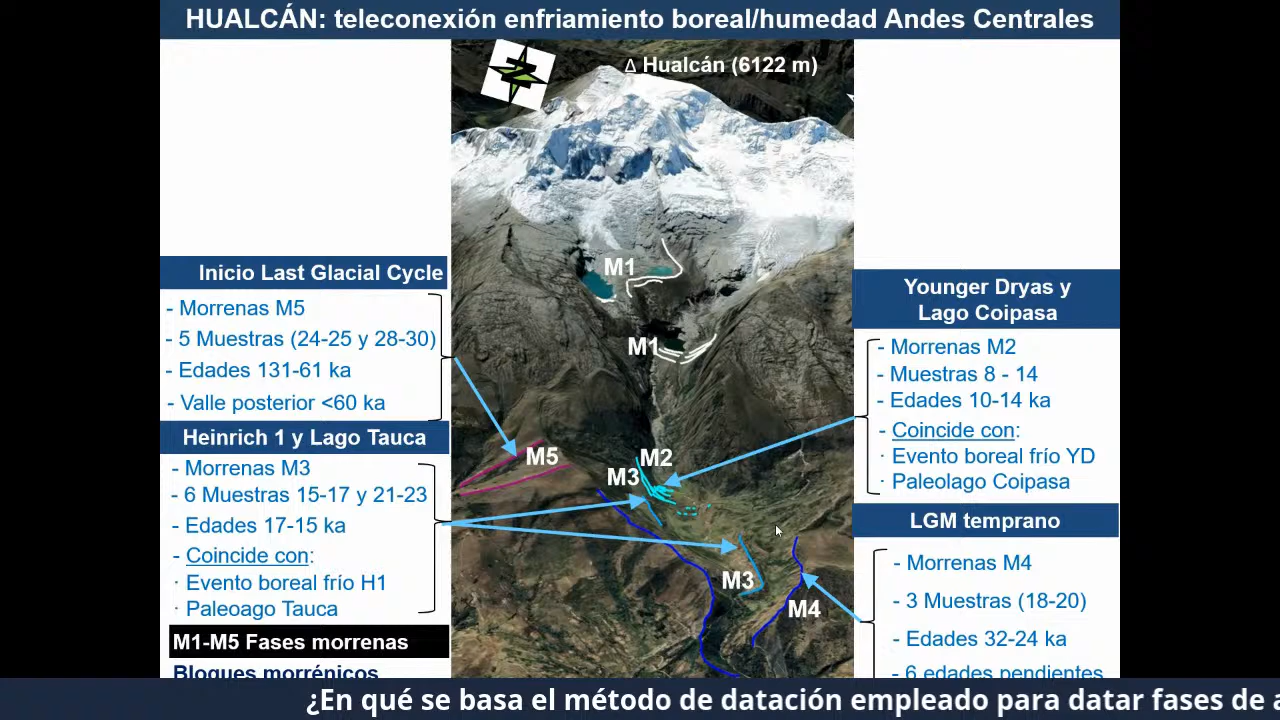 HUALCÁN: teleconexión enfriamiento boreal/humedad Andes Centrales
Δ Hualcán (6122 m)
M1
M1
M5
M2
M3
M3
M4
Inicio Last Glacial Cycle
- Morrenas M5
- 5 Muestras (24-25 y 28-30)
- Edades 131-61 ka
- Valle posterior <60 ka
Heinrich 1 y Lago Tauca
- Morrenas M3
- 6 Muestras 15-17 y 21-23
- Edades 17-15 ka
- Coincide con:
· Evento boreal frío H1
· Paleoago Tauca
M1-M5 Fases morrenas
Bloques morrénicos
Younger Dryas y
Lago Coipasa
- Morrenas M2
- Muestras 8 - 14
- Edades 10-14 ka
- Coincide con:
· Evento boreal frío YD
· Paleolago Coipasa
LGM temprano
- Morrenas M4
- 3 Muestras (18-20)
- Edades 32-24 ka
- 6 edades pendientes
¿En qué se basa el método de datación empleado para datar fases de a